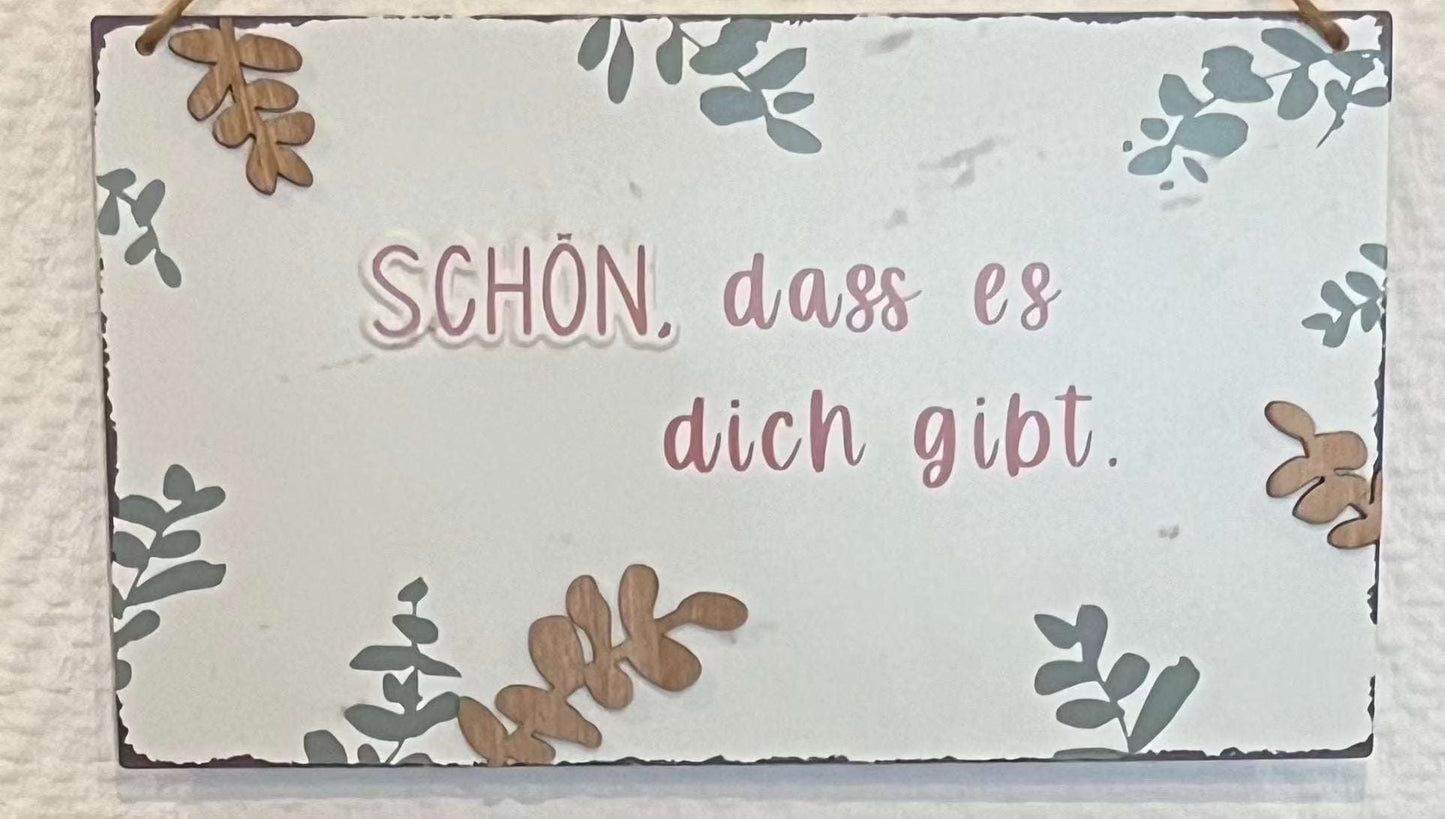 SCHÖN, dass es
dich gibt.